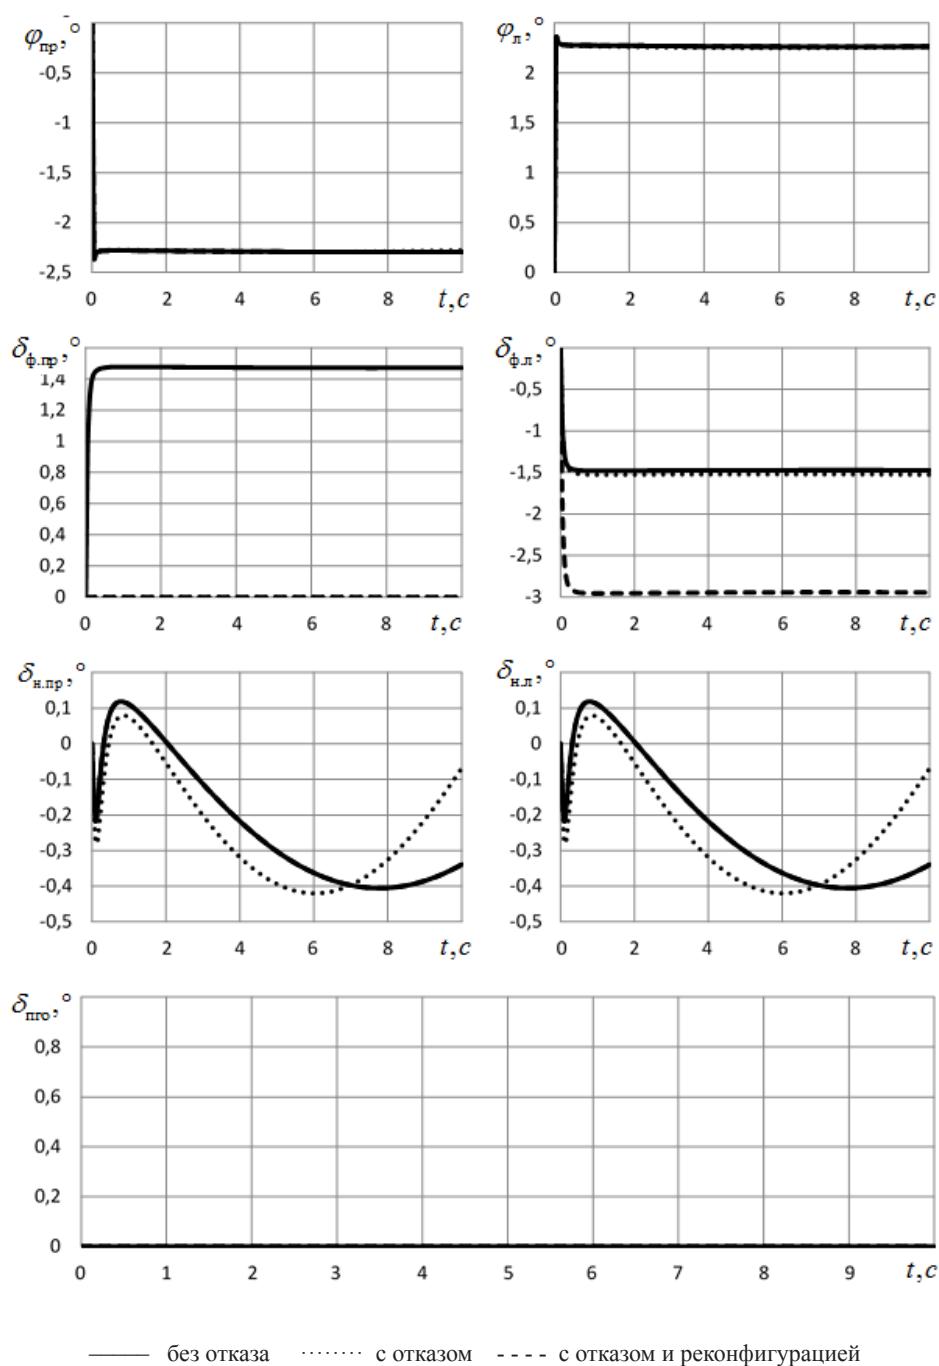 φпр,° φл,°
-0,5 2
-1 1,5
-1,5 1
-2 0,5
-2,5 0
0 2 4 6 8 t,c 0 2 4 6 8 t,c
δф.пр,° δф.л,°
1,4 -0,5
1,2 -1
1 -1,5
0,8 -2
0,6 -2,5
0,4 -3
0,2
0
0 2 4 6 8 t,c 0 2 4 6 8 t,c
δн.пр,° δн.л,°
0,1 0,1
0 0
-0,1 -0,1
-0,2 -0,2
-0,3 -0,3
-0,4 -0,4
-0,5 -0,5
0 2 4 6 8 t,c 0 2 4 6 8 t,c
δпго,°
0,8
0,6
0,4
0,2
0
0 1 2 3 4 5 6 7 8 9 t,c
без отказа с отказом с отказом и реконфигурацией